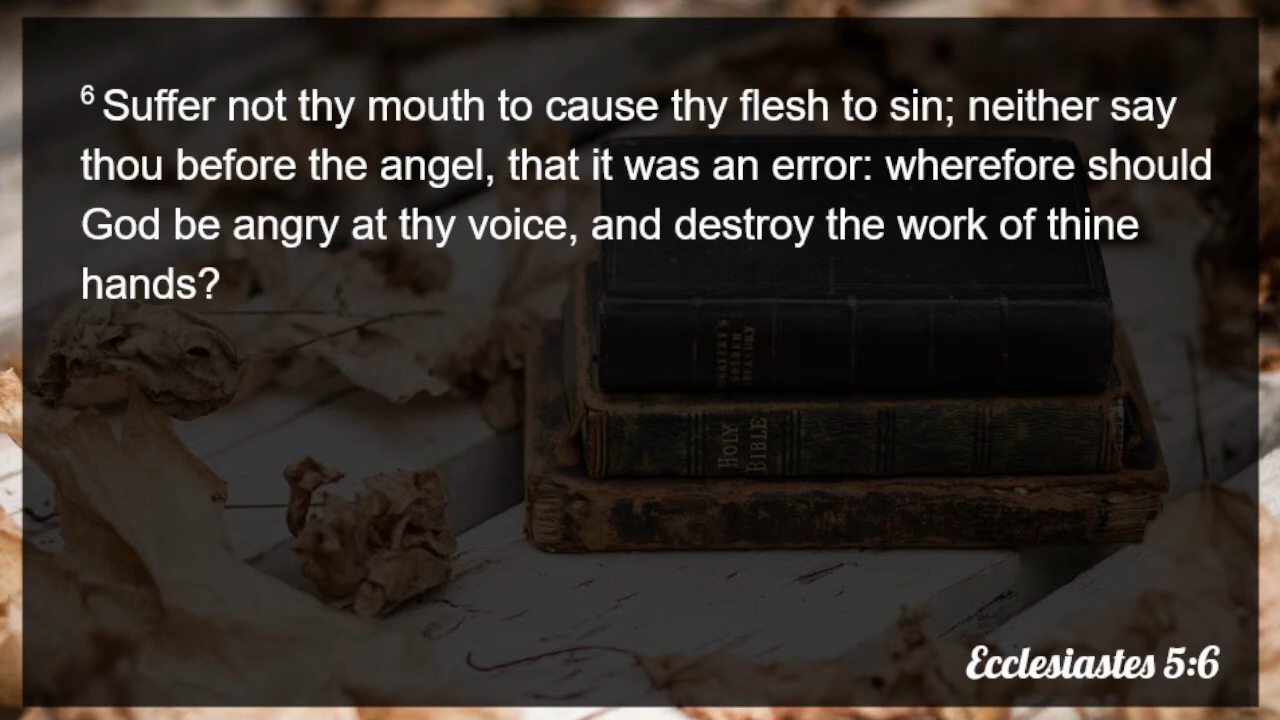 6 Suffer not thy mouth to cause thy flesh to sin; neither say
thou before the angel, that it was an error: wherefore should
God be angry at thy voice, and destroy the work of thine
hands?
HOLY
BIBLE
Ecclesiastes 5:6